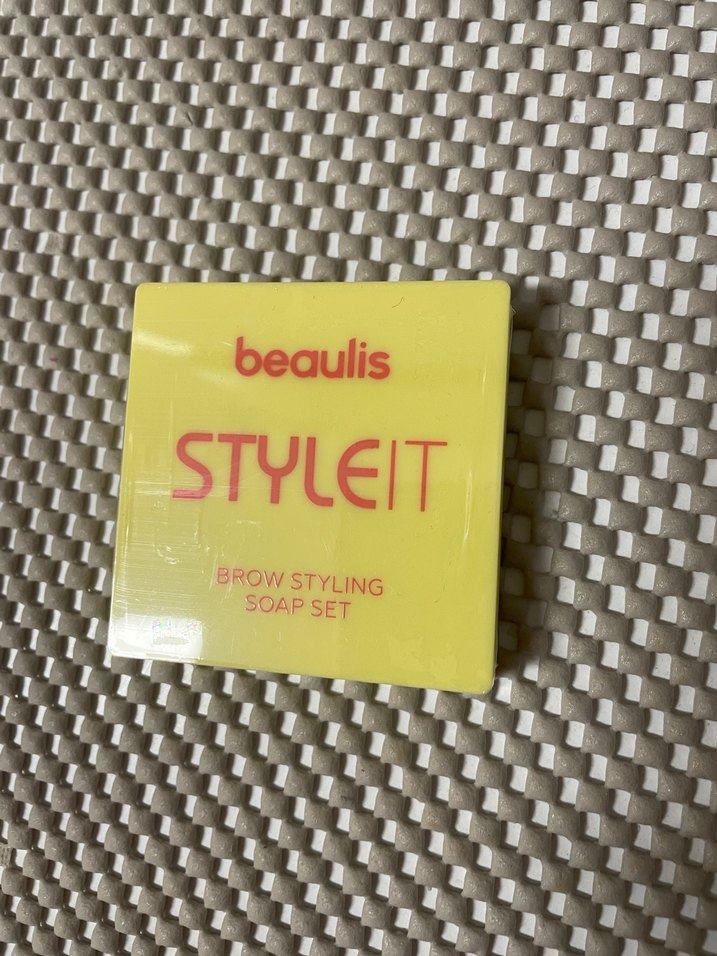 beaulis
STYLEIT
BROW STYLING
SOAP SET